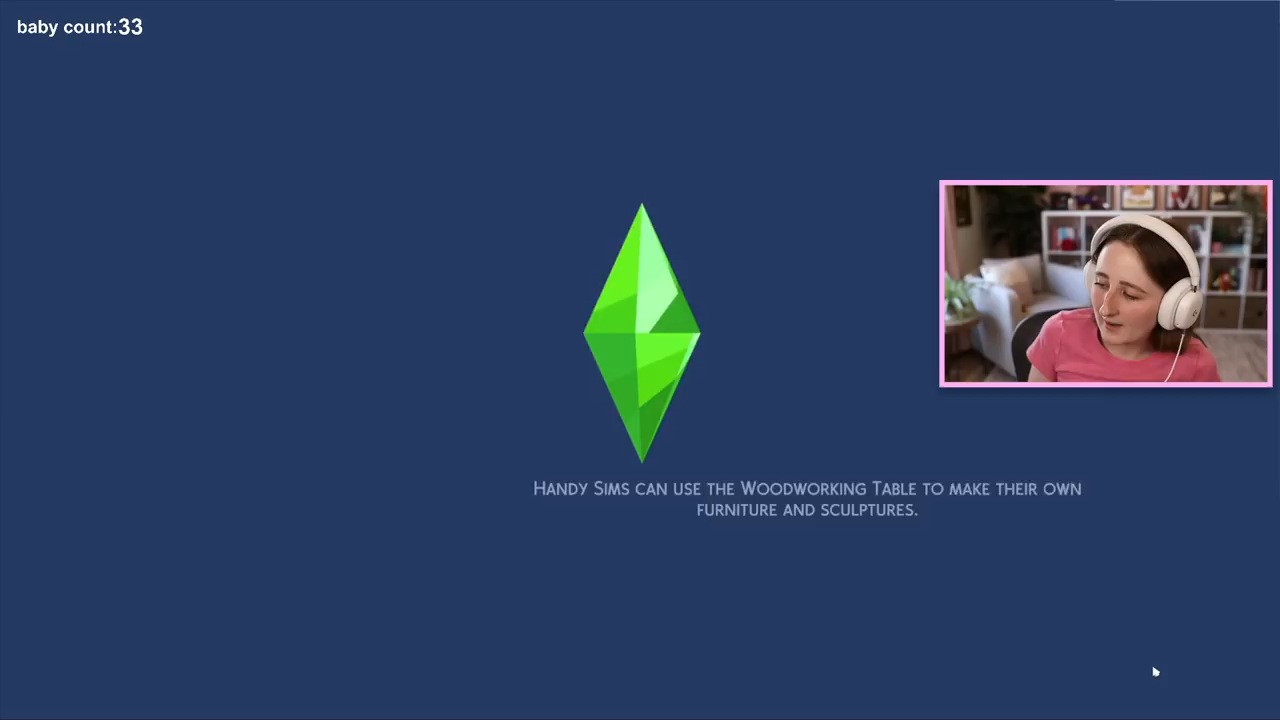 baby count:33
HANDY SIMS CAN USE THE WOODWORKING TABLE TO MAKE THEIR OWN
FURNITURE AND SCULPTURES.